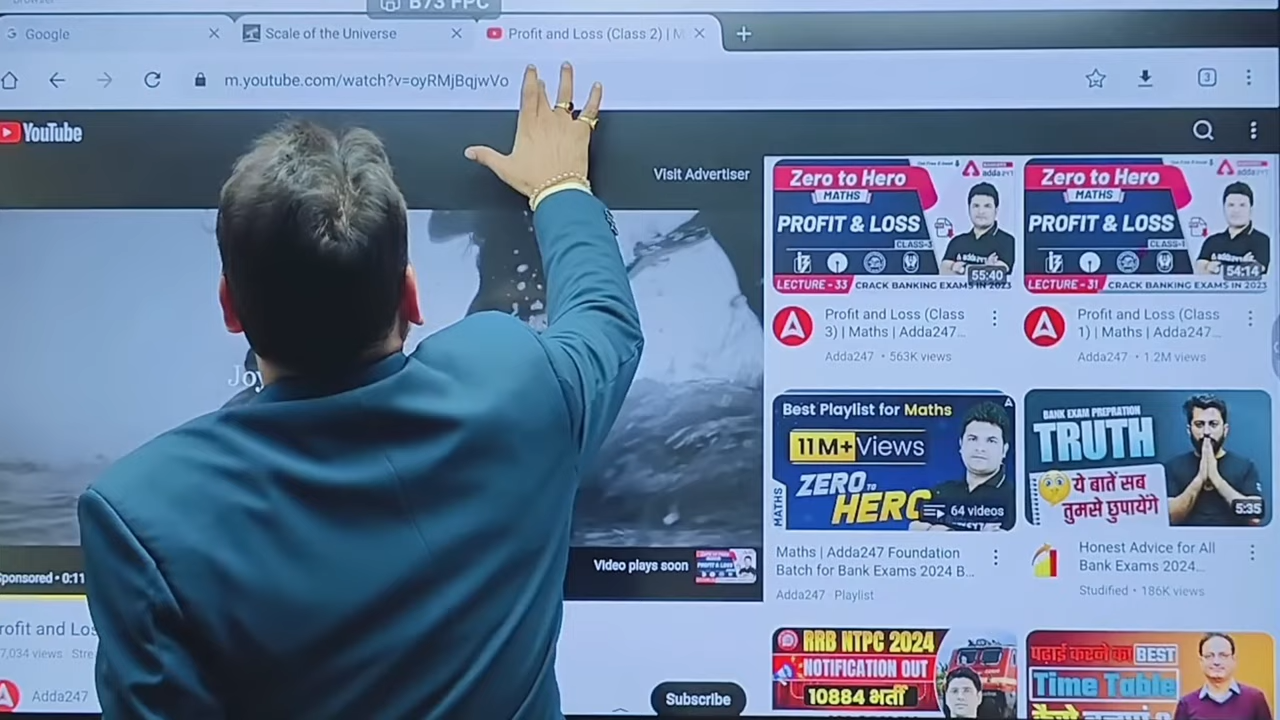 B73 FPC
Google
Scale of the Universe
Profit and Loss (Class 2) | M
m.youtube.com/watch?v=oyRMjBqjwVo
3
YouTube
Visit Advertiser
Joy
Sponsored • 0:11
Video plays soon
rofit and Los
7,034 views Stre
Adda247
Subscribe
Zero to Hero
MATHS
PROFIT & LOSS
CLASS-3
adda247
55:40
LECTURE - 33
CRACK BANKING EXAMS IN 2023
Profit and Loss (Class
3) | Maths | Adda247...
Adda247 • 563K views
Zero to Hero
MATHS
PROFIT & LOSS
CLASS-1
54:14
LECTURE - 31
CRACK BANKING EXAMS IN 2023
Profit and Loss (Class
1) | Maths | Adda247...
Adda247 • 1.2M views
Best Playlist for Maths
11M+ Views
MATHS
ZERO TO
HERO
64 videos
Maths | Adda247 Foundation
Batch for Bank Exams 2024 B...
Adda247 · Playlist
BANK EXAM PREPRATION
TRUTH
ये बातें सब
तुमसे छुपायेंगे
5:35
Honest Advice for All
Bank Exams 2024...
Studified • 186K views
RRB NTPC 2024
NOTIFICATION OUT
10884 भर्ती
पढ़ाई करने का BEST
Time Table